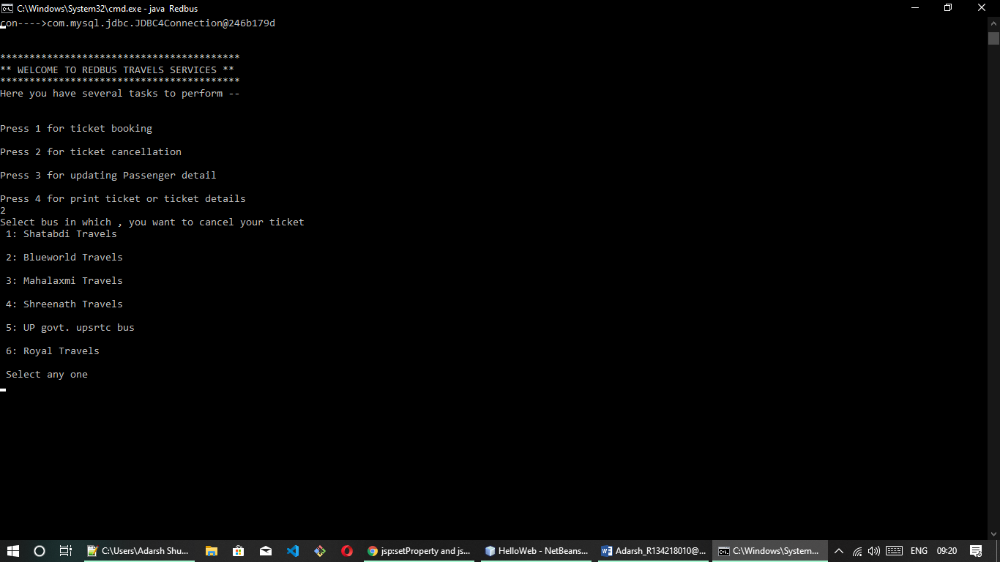 C:\Windows\System32\cmd.exe - java  Redbus
con---->com.mysql.jdbc.JDBC4Connection@246b179d
*****************************************
** WELCOME TO REDBUS TRAVELS SERVICES **
*****************************************
Here you have several tasks to perform --
Press 1 for ticket booking
Press 2 for ticket cancellation
Press 3 for updating Passenger detail
Press 4 for print ticket or ticket details
2
Select bus in which , you want to cancel your ticket
1: Shatabdi Travels
2: Blueworld Travels
3: Mahalaxmi Travels
4: Shreenath Travels
5: UP govt. upsrtc bus
6: Royal Travels
Select any one
C:\Users\Adarsh Shu... jsp:setProperty and js... HelloWeb - NetBeans... Adarsh_R134218010@... C:\Windows\System... ENG 09:20